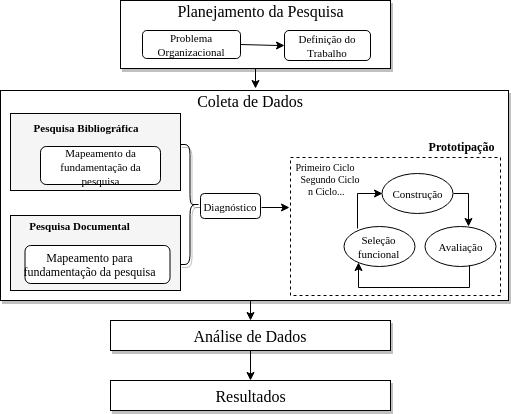 Planejamento da Pesquisa
Problema
Organizacional
Definição do
Trabalho
Coleta de Dados
Pesquisa Bibliográfica
Mapeamento da
fundamentação da
pesquisa
Pesquisa Documental
Mapeamento para
fundamentação da pesquisa
Diagnóstico
Prototipação
Primeiro Ciclo
Segundo Ciclo
n Ciclo...
Construção
Seleção
funcional
Avaliação
Análise de Dados
Resultados